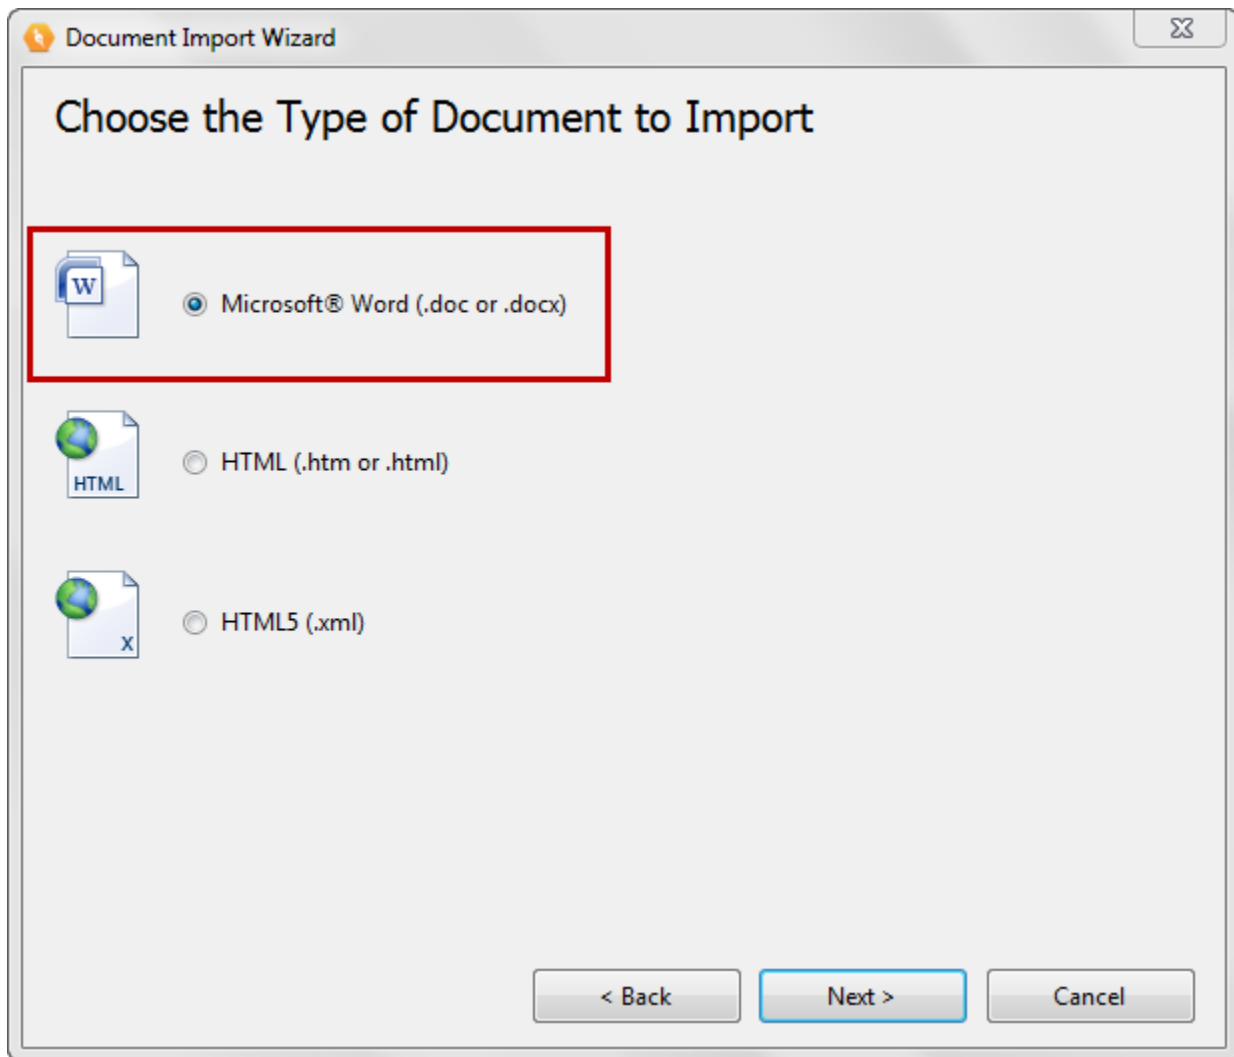 Document Import Wizard
Choose the Type of Document to Import
W
Microsoft® Word (.doc or .docx)
HTML
HTML (.htm or .html)
X
HTML5 (.xml)
< Back
Next >
Cancel